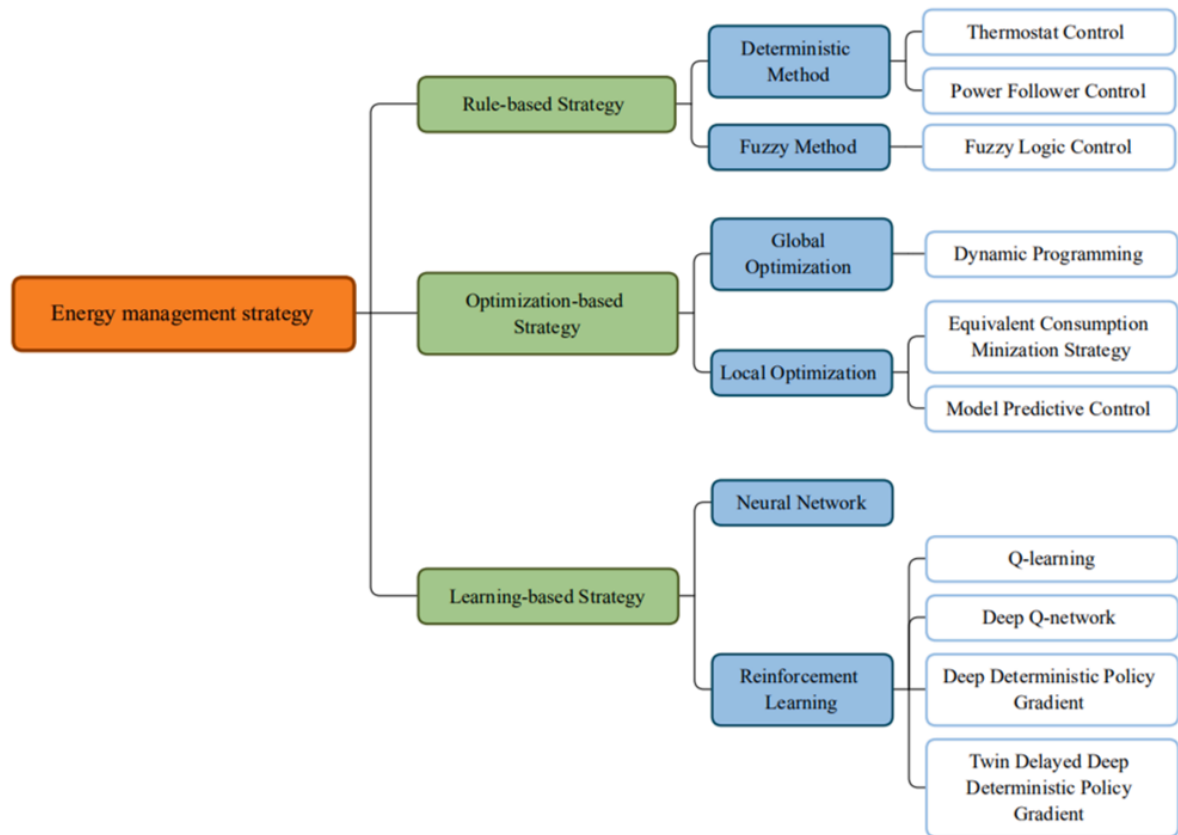 Energy management strategy
Rule-based Strategy
Deterministic
Method
Thermostat Control
Power Follower Control
Fuzzy Method
Fuzzy Logic Control
Optimization-based
Strategy
Global
Optimization
Dynamic Programming
Local Optimization
Equivalent Consumption
Minization Strategy
Model Predictive Control
Learning-based Strategy
Neural Network
Reinforcement
Learning
Q-learning
Deep Q-network
Deep Deterministic Policy
Gradient
Twin Delayed Deep
Deterministic Policy
Gradient